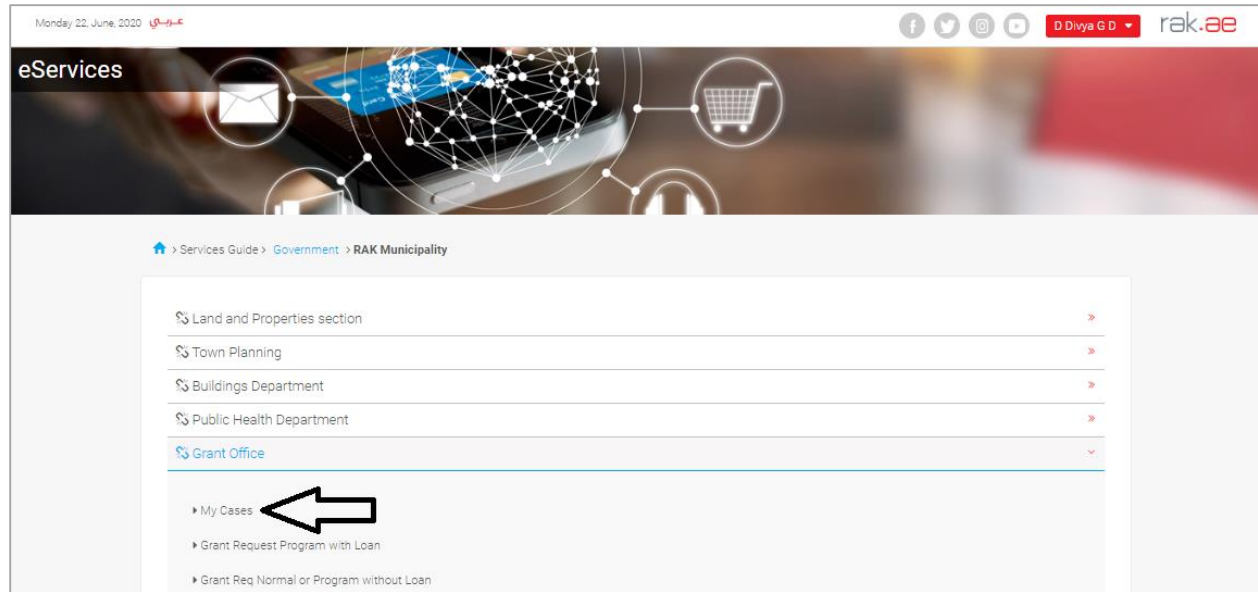 Monday 22, June, 2020 عـربـي
D Divya G D
rak.ae
eServices
> Services Guide > Government > RAK Municipality
Land and Properties section
Town Planning
Buildings Department
Public Health Department
Grant Office
My Cases
Grant Request Program with Loan
Grant Req Normal or Program without Loan